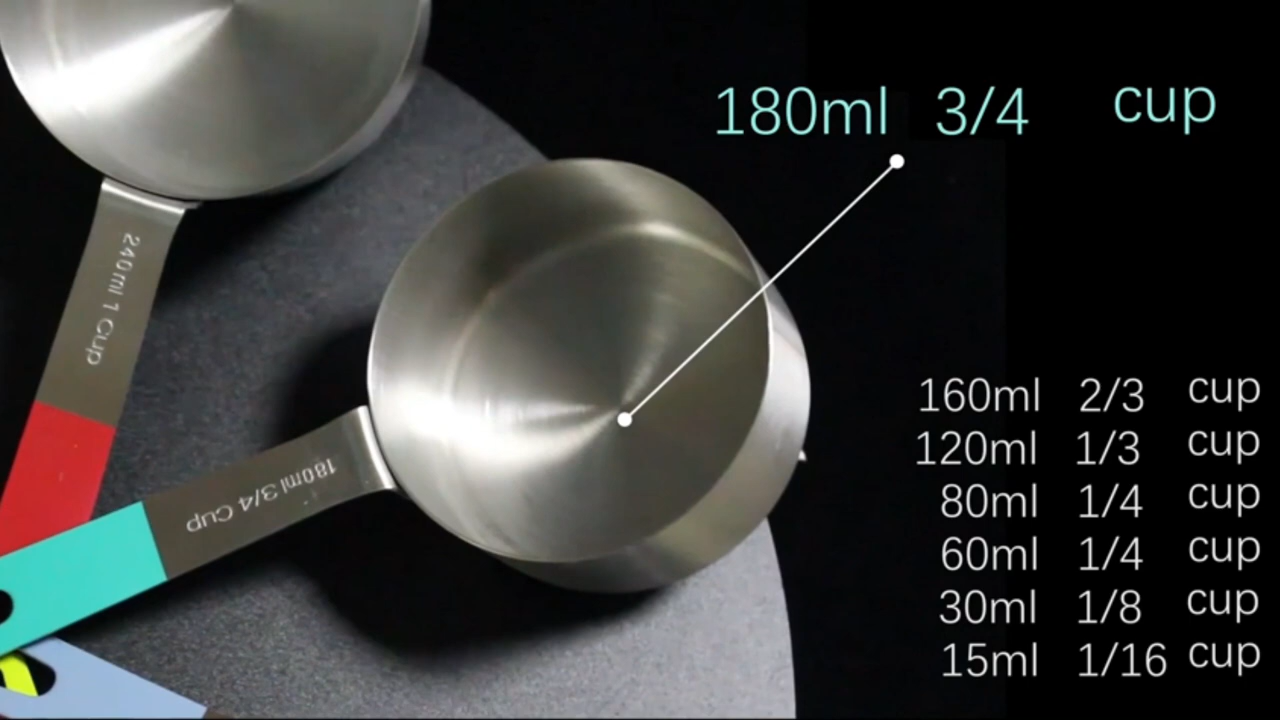 180ml 3/4 cup
240ml 1 Cup
160ml 2/3 cup
120ml 1/3 cup
180ml 3/4 Cup
80ml 1/4 cup
60ml 1/4 cup
30ml 1/8 cup
15ml 1/16 cup